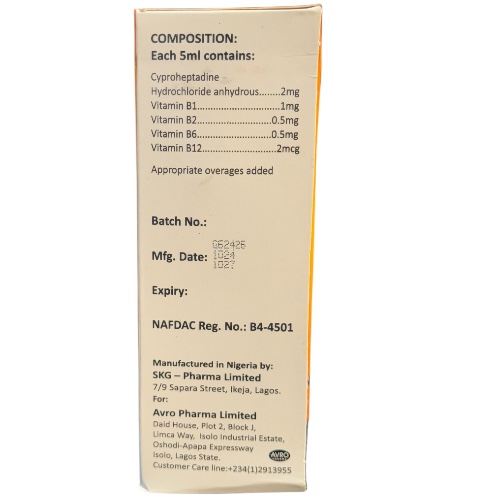 COMPOSITION:
Each 5ml contains:
Cyproheptadine
Hydrochloride anhydrous........2mg
Vitamin B1..............................1mg
Vitamin B2...........................0.5mg
Vitamin B6...........................0.5mg
Vitamin B12............................2mcg
Appropriate overages added
Batch No.:
062426
Mfg. Date:
1024
1027
Expiry:
NAFDAC Reg. No.: B4-4501
Manufactured in Nigeria by:
SKG – Pharma Limited
7/9 Sapara Street, Ikeja, Lagos.
For:
Avro Pharma Limited
Daid House, Plot 2, Block J,
Limca Way, Isolo Industrial Estate,
Oshodi-Apapa Expressway
Isolo, Lagos State.
Customer Care line:+234(1)2913955
AVRO